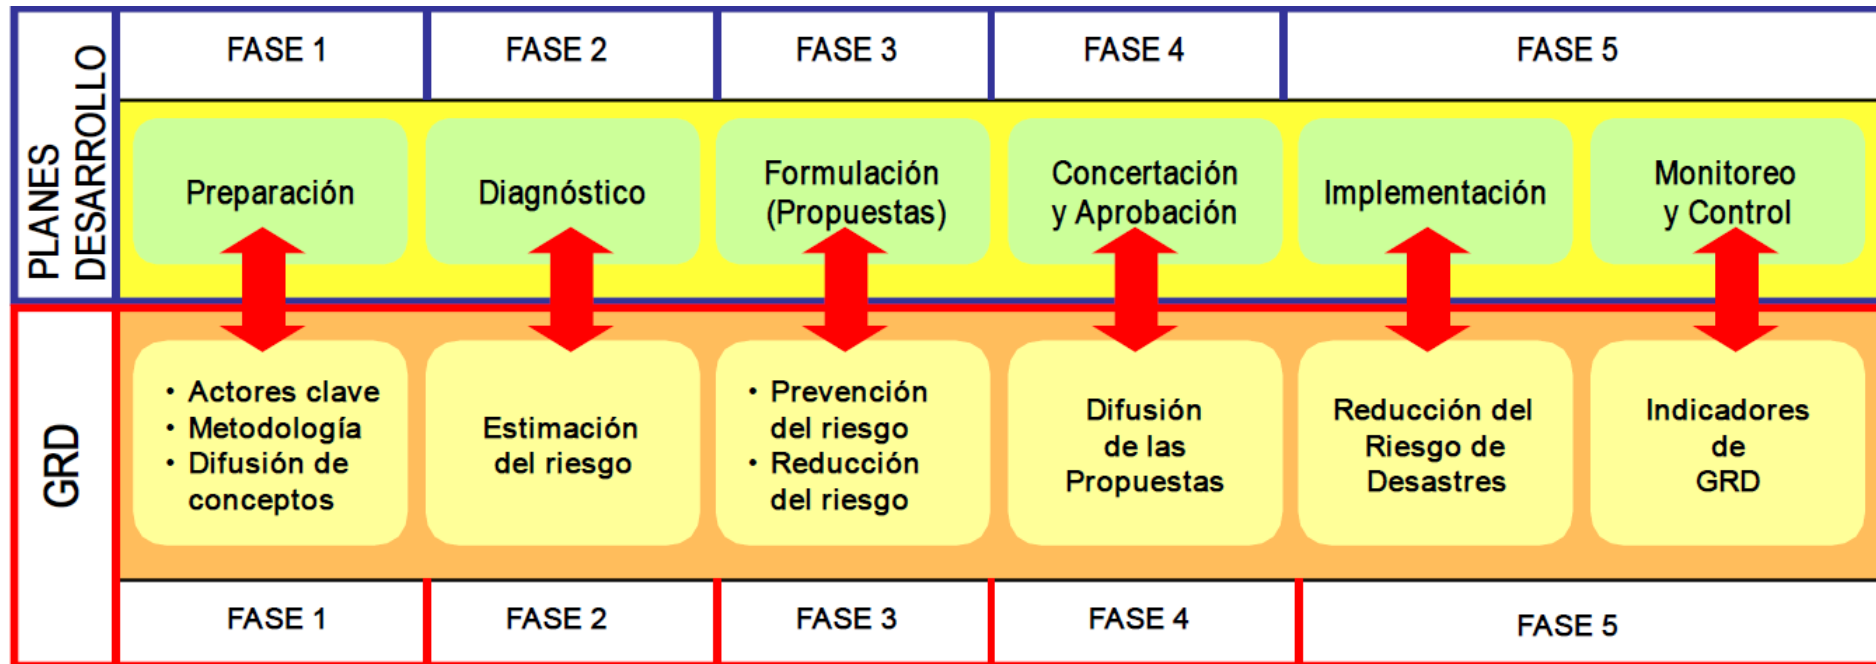 PLANES
DESARROLLO
FASE 1
FASE 2
FASE 3
FASE 4
FASE 5
Preparación
Diagnóstico
Formulación
(Propuestas)
Concertación
y Aprobación
Implementación
Monitoreo
y Control
GRD
• Actores clave
• Metodología
• Difusión de
conceptos
Estimación
del riesgo
• Prevención
del riesgo
• Reducción
del riesgo
Difusión
de las
Propuestas
Reducción del
Riesgo de
Desastres
Indicadores
de
GRD
FASE 1
FASE 2
FASE 3
FASE 4
FASE 5